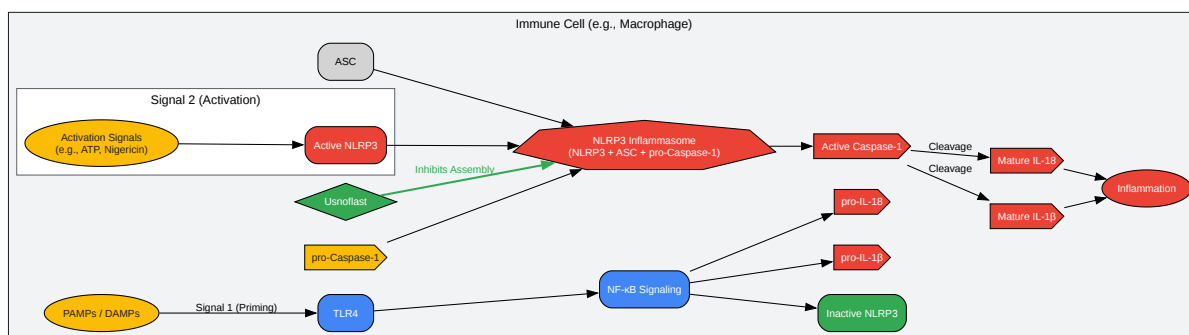 Immune Cell (e.g., Macrophage)
ASC
Signal 2 (Activation)
Activation Signals
(e.g., ATP, Nigericin)
Active NLRP3
NLRP3 Inflammasome
(NLRP3 + ASC + pro-Caspase-1)
Active Caspase-1
Cleavage
Cleavage
Mature IL-18
Mature IL-1β
Inflammation
Inhibits Assembly
Usnoflast
pro-Caspase-1
pro-IL-18
pro-IL-1β
NF-κB Signaling
Inactive NLRP3
PAMPs / DAMPs
Signal 1 (Priming)
TLR4